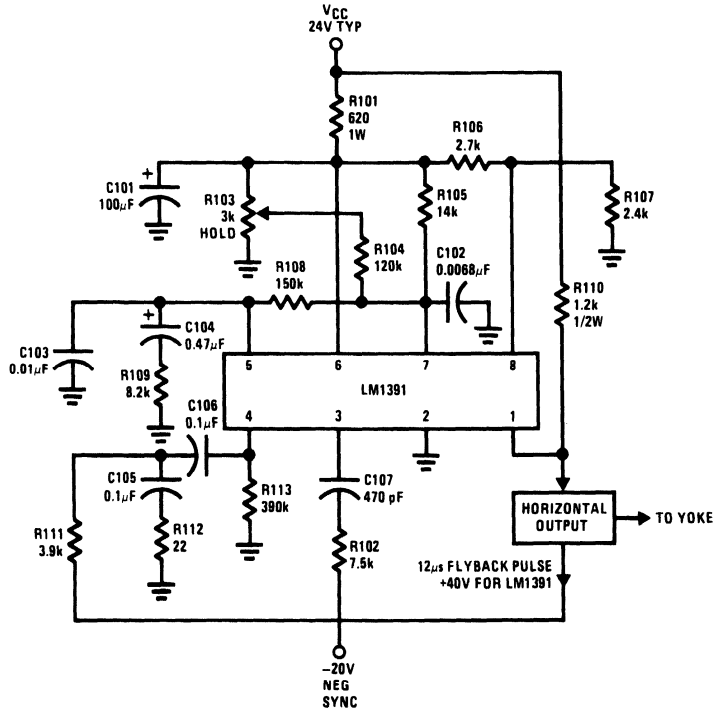 VCC
24V TYP
R101
620
1W
R106
2.7k
C101
100µF
+
R103
3k
HOLD
R105
14k
R107
2.4k
R104
120k
C102
0.0068µF
R108
150k
R110
1.2k
1/2W
+
C104
0.47µF
C103
0.01µF
R109
8.2k
5
6
7
8
LM1391
4
3
2
1
C106
0.1µF
C105
0.1µF
R113
390k
C107
470 pF
HORIZONTAL
OUTPUT
TO YOKE
R111
3.9k
R112
22
R102
7.5k
12µs FLYBACK PULSE
+40V FOR LM1391
−20V
NEG
SYNC